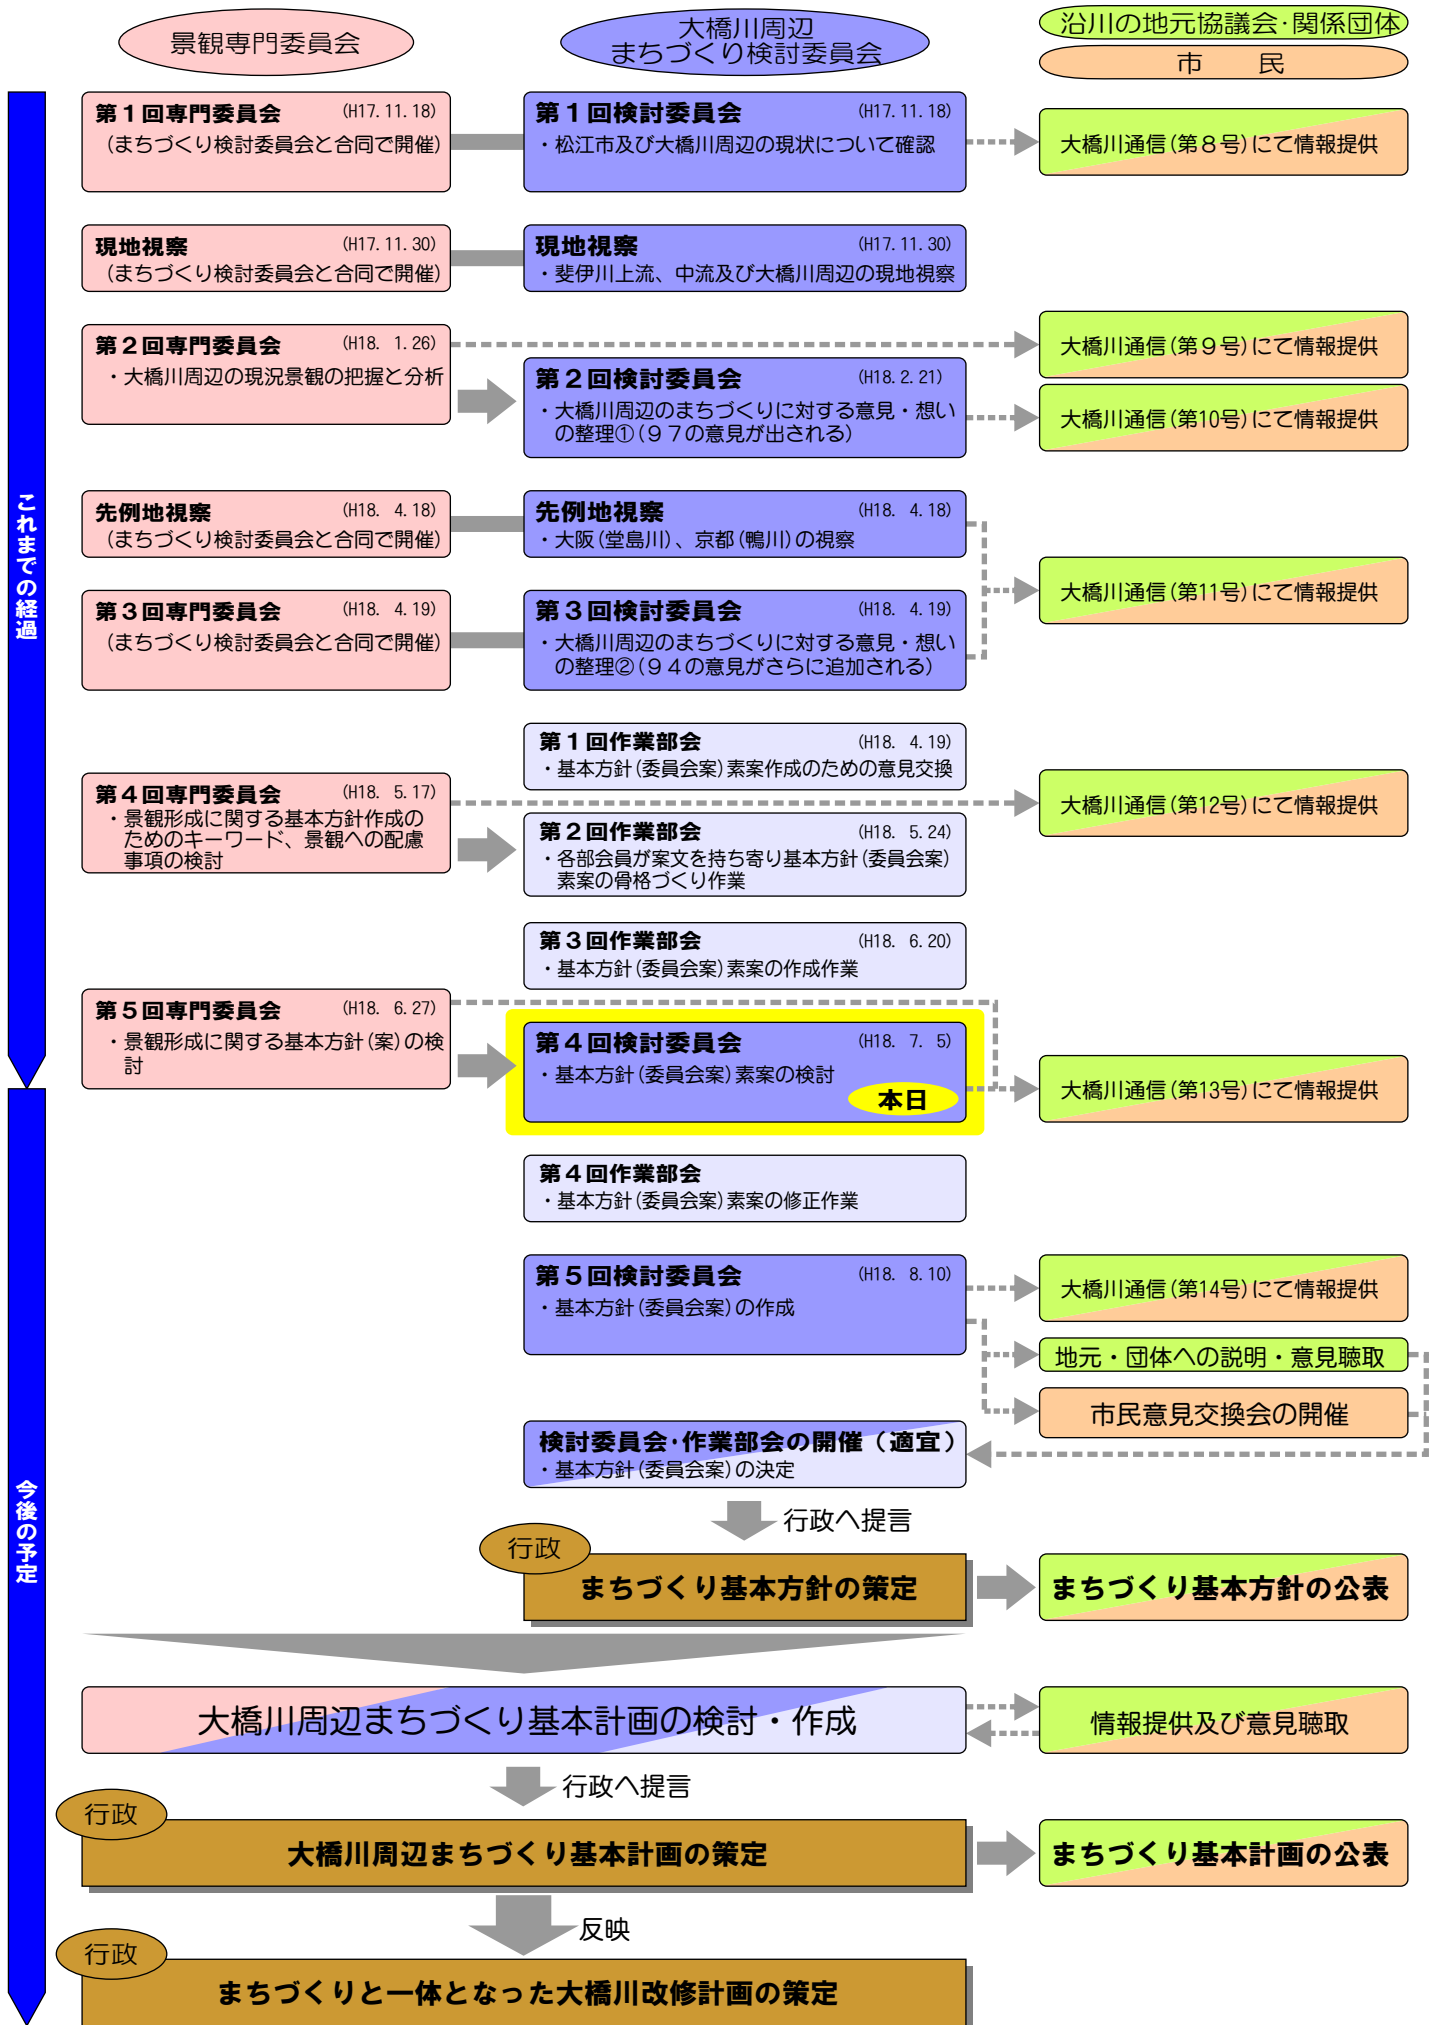 景観専門委員会
大橋川周辺
まちづくり検討委員会
沿川の地元協議会・関係団体
市　　民
これまでの経過
第１回専門委員会 (H17.11.18)
(まちづくり検討委員会と合同で開催)
第１回検討委員会 (H17.11.18)
・松江市及び大橋川周辺の現状について確認
大橋川通信(第８号)にて情報提供
現地視察 (H17.11.30)
(まちづくり検討委員会と合同で開催)
現地視察 (H17.11.30)
・斐伊川上流、中流及び大橋川周辺の現地視察
第２回専門委員会 (H18. 1.26)
・大橋川周辺の現況景観の把握と分析
大橋川通信(第９号)にて情報提供
第２回検討委員会 (H18.2.21)
・大橋川周辺のまちづくりに対する意見・想い
の整理①(９７の意見が出される)
大橋川通信(第10号)にて情報提供
先例地視察 (H18. 4.18)
(まちづくり検討委員会と合同で開催)
先例地視察 (H18. 4.18)
・大阪(堂島川)、京都(鴨川)の視察
大橋川通信(第11号)にて情報提供
第３回専門委員会 (H18. 4.19)
(まちづくり検討委員会と合同で開催)
第３回検討委員会 (H18. 4.19)
・大橋川周辺のまちづくりに対する意見・想い
の整理②(９４の意見がさらに追加される)
第１回作業部会 (H18. 4.19)
・基本方針(委員会案)素案作成のための意見交換
第４回専門委員会 (H18. 5.17)
・景観形成に関する基本方針作成の
ためのキーワード、景観への配慮
事項の検討
大橋川通信(第12号)にて情報提供
第２回作業部会 (H18. 5.24)
・各部会員が案文を持ち寄り基本方針(委員会案)
素案の骨格づくり作業
第３回作業部会 (H18. 6.20)
・基本方針(委員会案)素案の作成作業
第５回専門委員会 (H18. 6.27)
・景観形成に関する基本方針(案)の検
討
第４回検討委員会 (H18. 7. 5)
・基本方針(委員会案)素案の検討
本日
大橋川通信(第13号)にて情報提供
今後の予定
第４回作業部会
・基本方針(委員会案)素案の修正作業
第５回検討委員会 (H18. 8.10)
・基本方針(委員会案)の作成
大橋川通信(第14号)にて情報提供
地元・団体への説明・意見聴取
市民意見交換会の開催
検討委員会・作業部会の開催（適宜）
・基本方針(委員会案)の決定
行政へ提言
行政
まちづくり基本方針の策定
まちづくり基本方針の公表
大橋川周辺まちづくり基本計画の検討・作成
情報提供及び意見聴取
行政へ提言
行政
大橋川周辺まちづくり基本計画の策定
まちづくり基本計画の公表
反映
行政
まちづくりと一体となった大橋川改修計画の策定